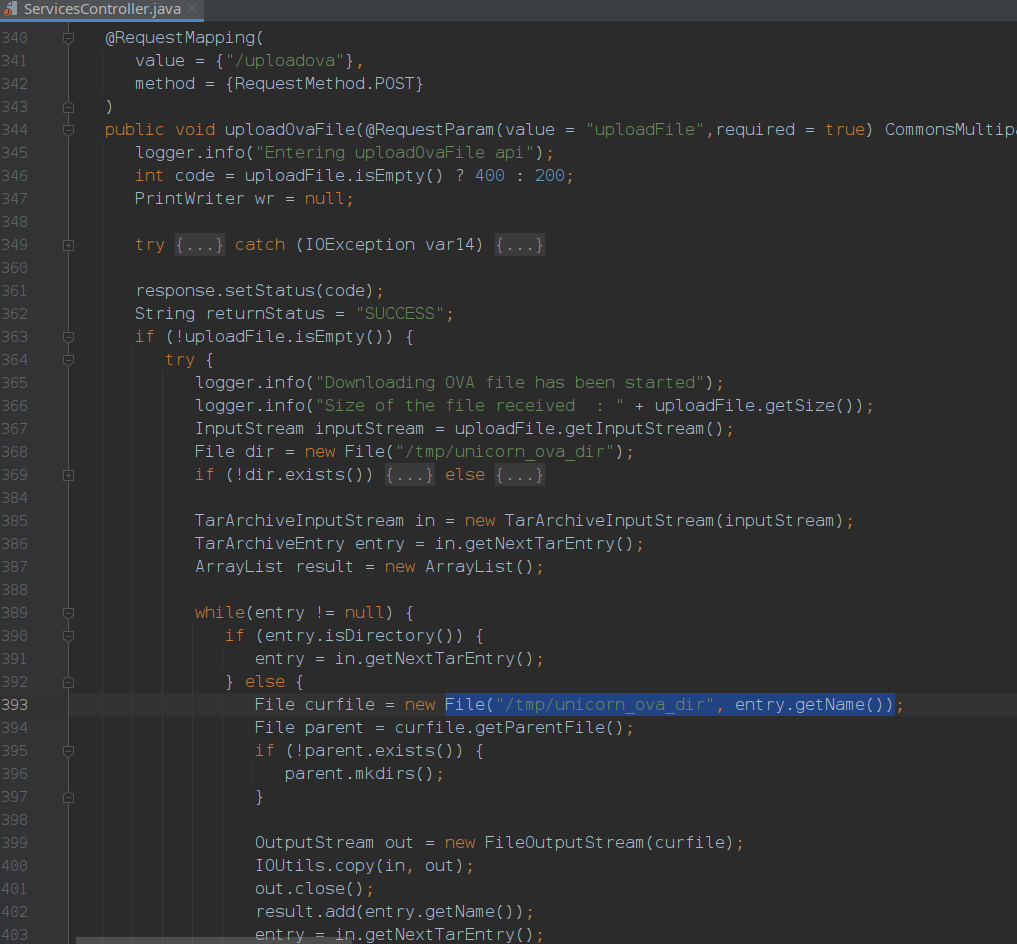 ServicesController.java ×
340 @RequestMapping(
341 value = {"/uploadova"},
342 method = {RequestMethod.POST}
343 )
344 public void uploadOvaFile(@RequestParam(value = "uploadFile",required = true) CommonsMultip
345 logger.info("Entering uploadOvaFile api");
346 int code = uploadFile.isEmpty() ? 400 : 200;
347 PrintWriter wr = null;
348
349 try {...} catch (IOException var14) {...}
360
361 response.setStatus(code);
362 String returnStatus = "SUCCESS";
363 if (!uploadFile.isEmpty()) {
364 try {
365 logger.info("Downloading OVA file has been started");
366 logger.info("Size of the file received  : " + uploadFile.getSize());
367 InputStream inputStream = uploadFile.getInputStream();
368 File dir = new File("/tmp/unicorn_ova_dir");
369 if (!dir.exists()) {...} else {...}
384
385 TarArchiveInputStream in = new TarArchiveInputStream(inputStream);
386 TarArchiveEntry entry = in.getNextTarEntry();
387 ArrayList result = new ArrayList();
388
389 while(entry != null) {
390 if (entry.isDirectory()) {
391 entry = in.getNextTarEntry();
392 } else {
393 File curfile = new File("/tmp/unicorn_ova_dir", entry.getName());
394 File parent = curfile.getParentFile();
395 if (!parent.exists()) {
396 parent.mkdirs();
397 }
398
399 OutputStream out = new FileOutputStream(curfile);
400 IOUtils.copy(in, out);
401 out.close();
402 result.add(entry.getName());
403 entry = in.getNextTarEntry();